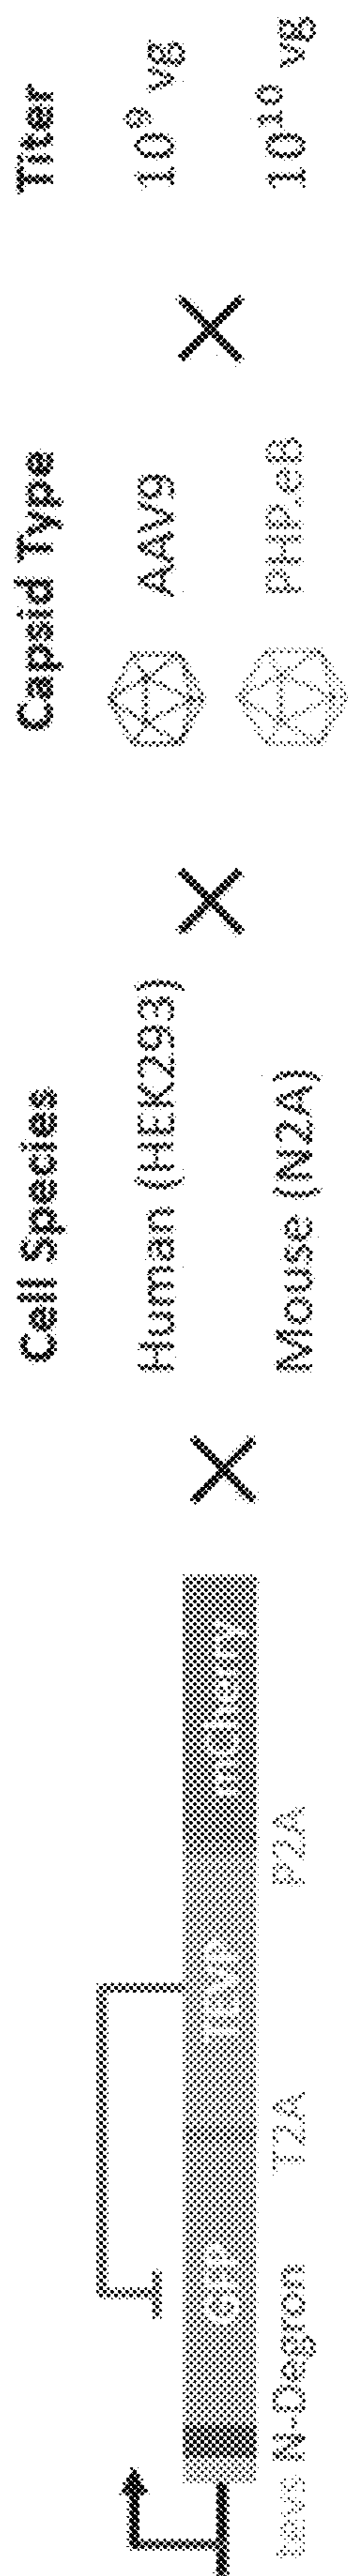 Cell Species
Capsid Type
Titer
Human (HEK293)
AAV9
10⁹ vg
Mouse (N2A)
PHP.eB
10¹⁰ vg
GFP
TEVP
mCherry
N-Degron
T2A
P2A